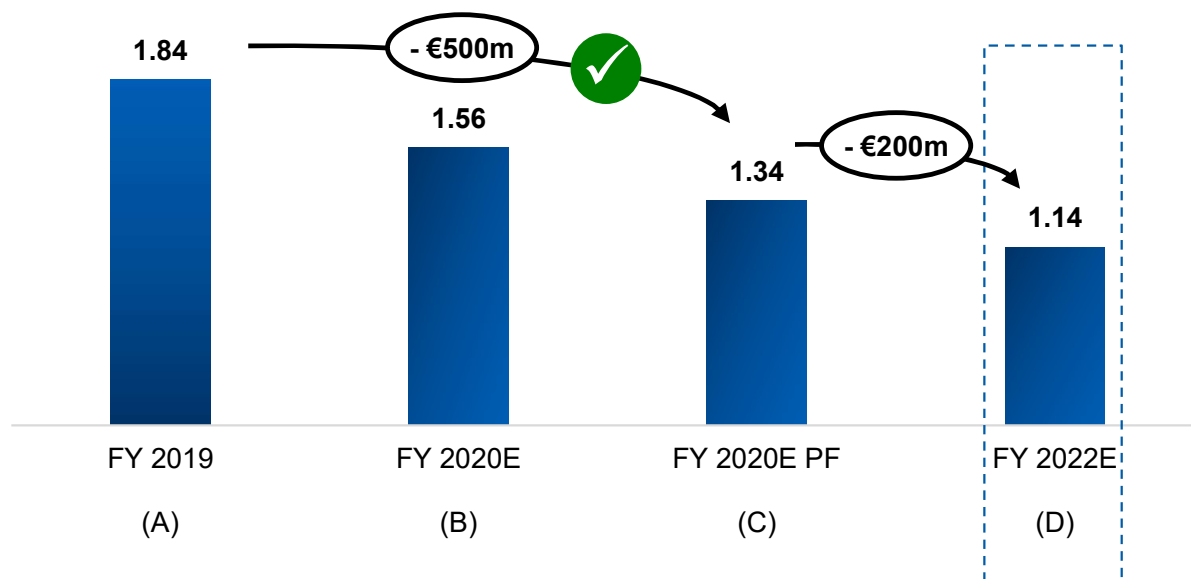 1.84
- €500m
1.56
- €200m
1.34
1.14
FY 2019
FY 2020E
FY 2020E PF
FY 2022E
(A)
(B)
(C)
(D)